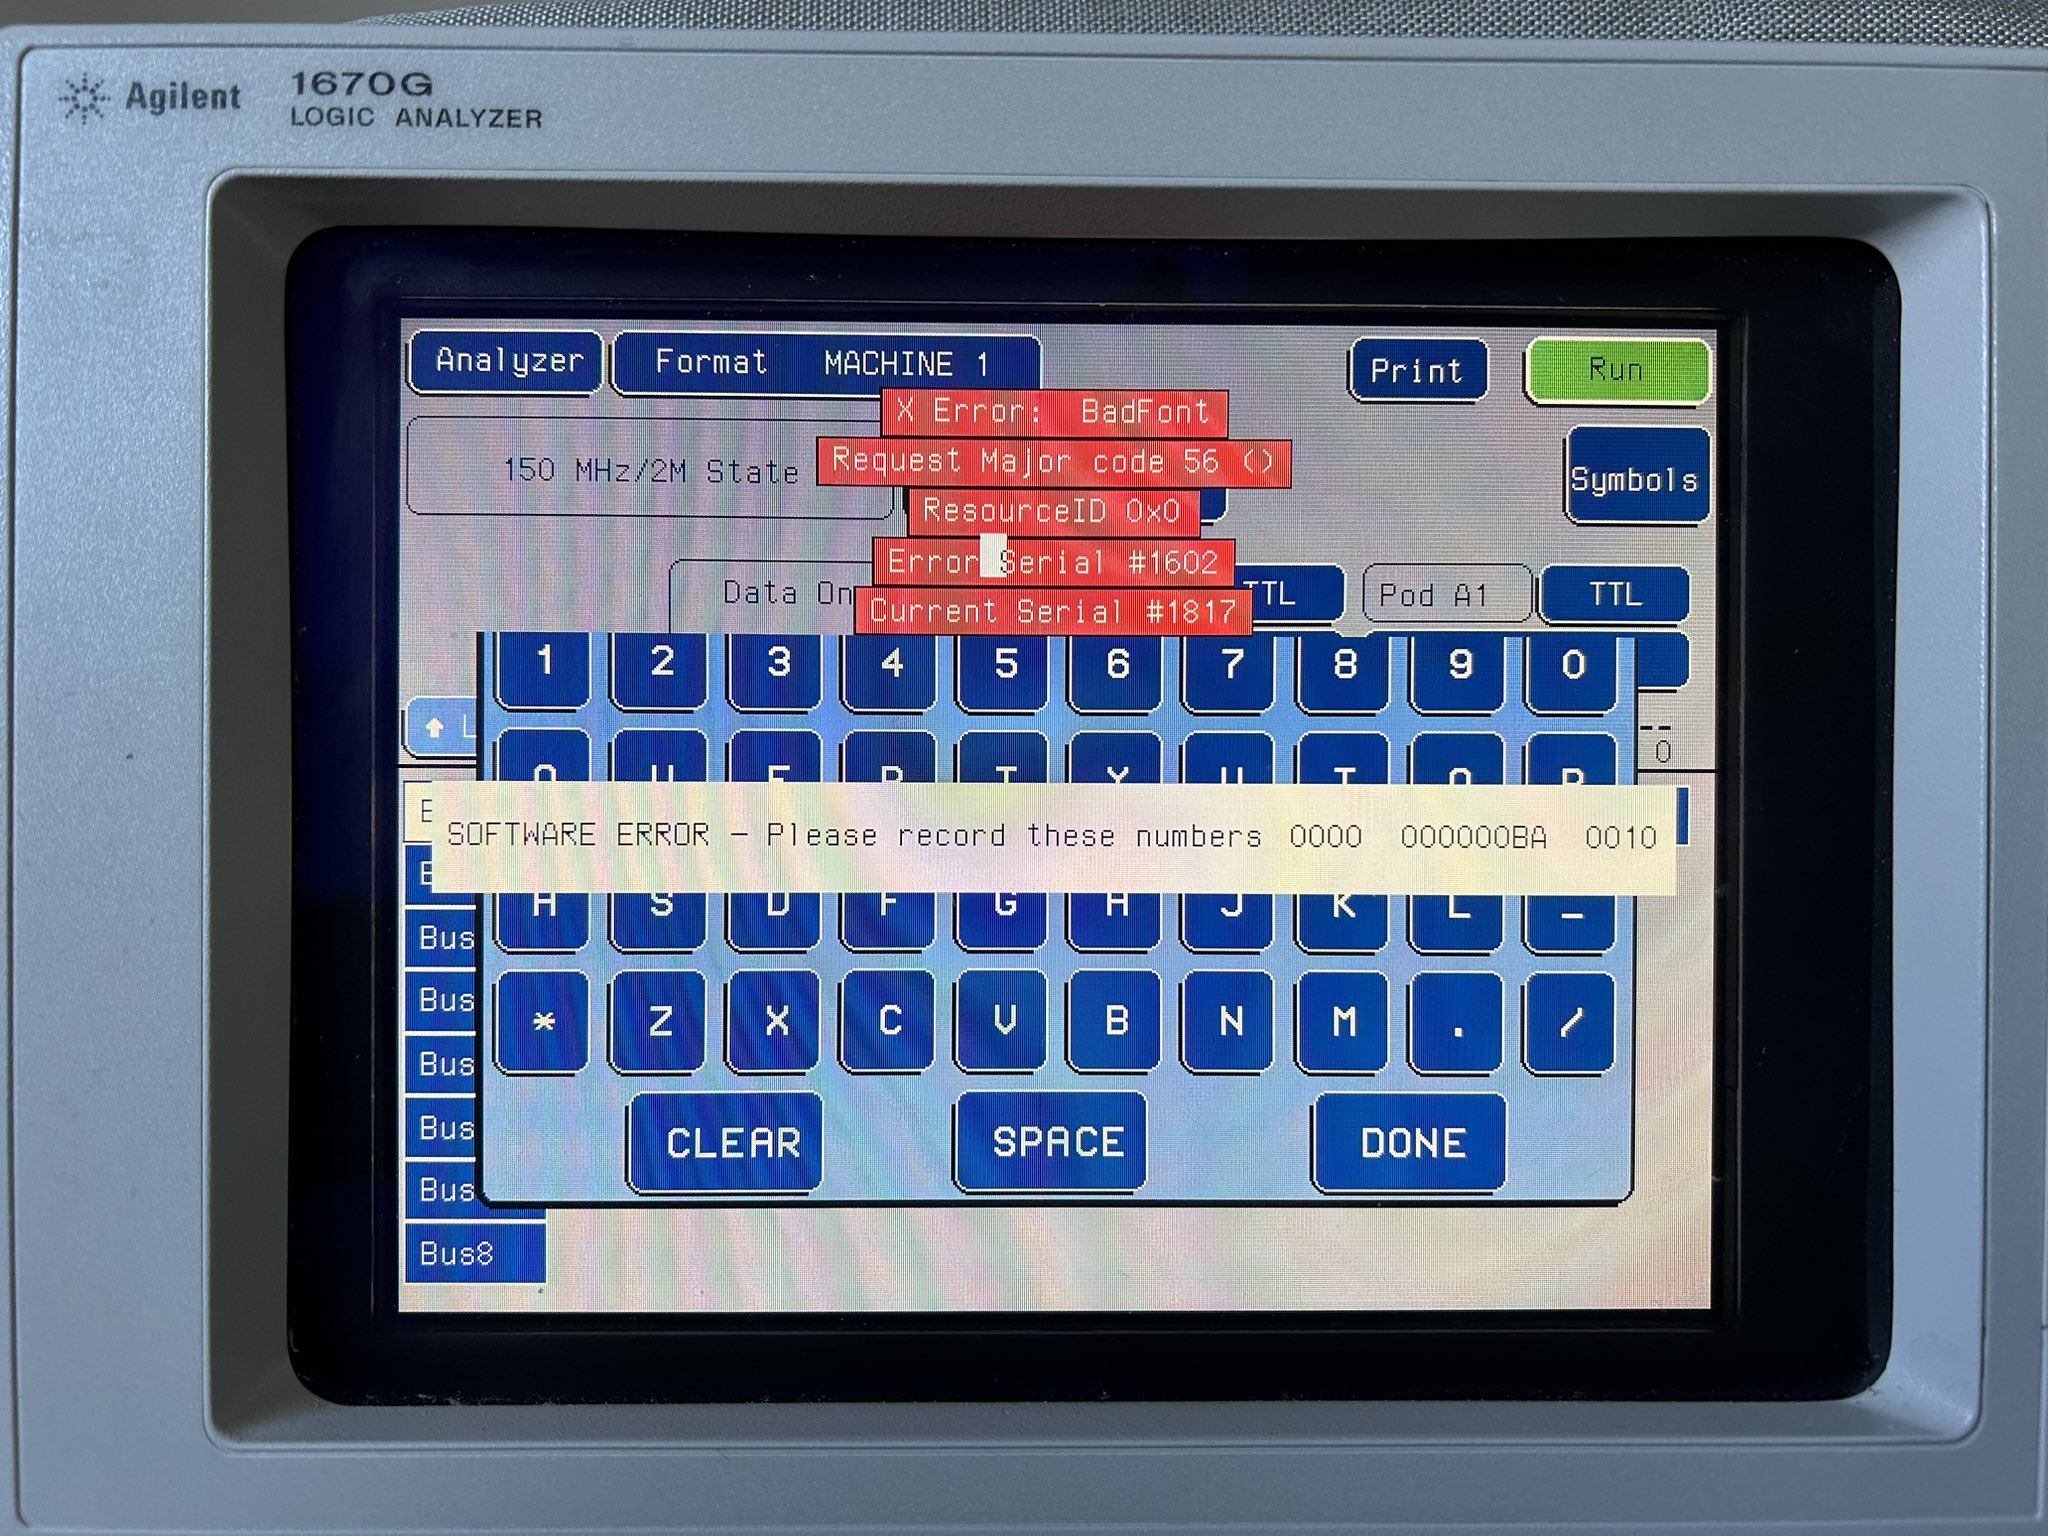 Agilent 1670G
LOGIC ANALYZER
Analyzer Format MACHINE 1 Print Run
X Error: BadFont
150 MHz/2M State Request Major code 56 () Symbols
ResourceID 0x0
Error Serial #1602
Data On TTL Pod A1 TTL
Current Serial #1817
1 2 3 4 5 6 7 8 9 0
--
0
SOFTWARE ERROR - Please record these numbers 0000 000000BA 0010
S D F G H J K L _
Bus
Bus
* Z X C V B N M . /
Bus
Bus
CLEAR SPACE DONE
Bus
Bus8